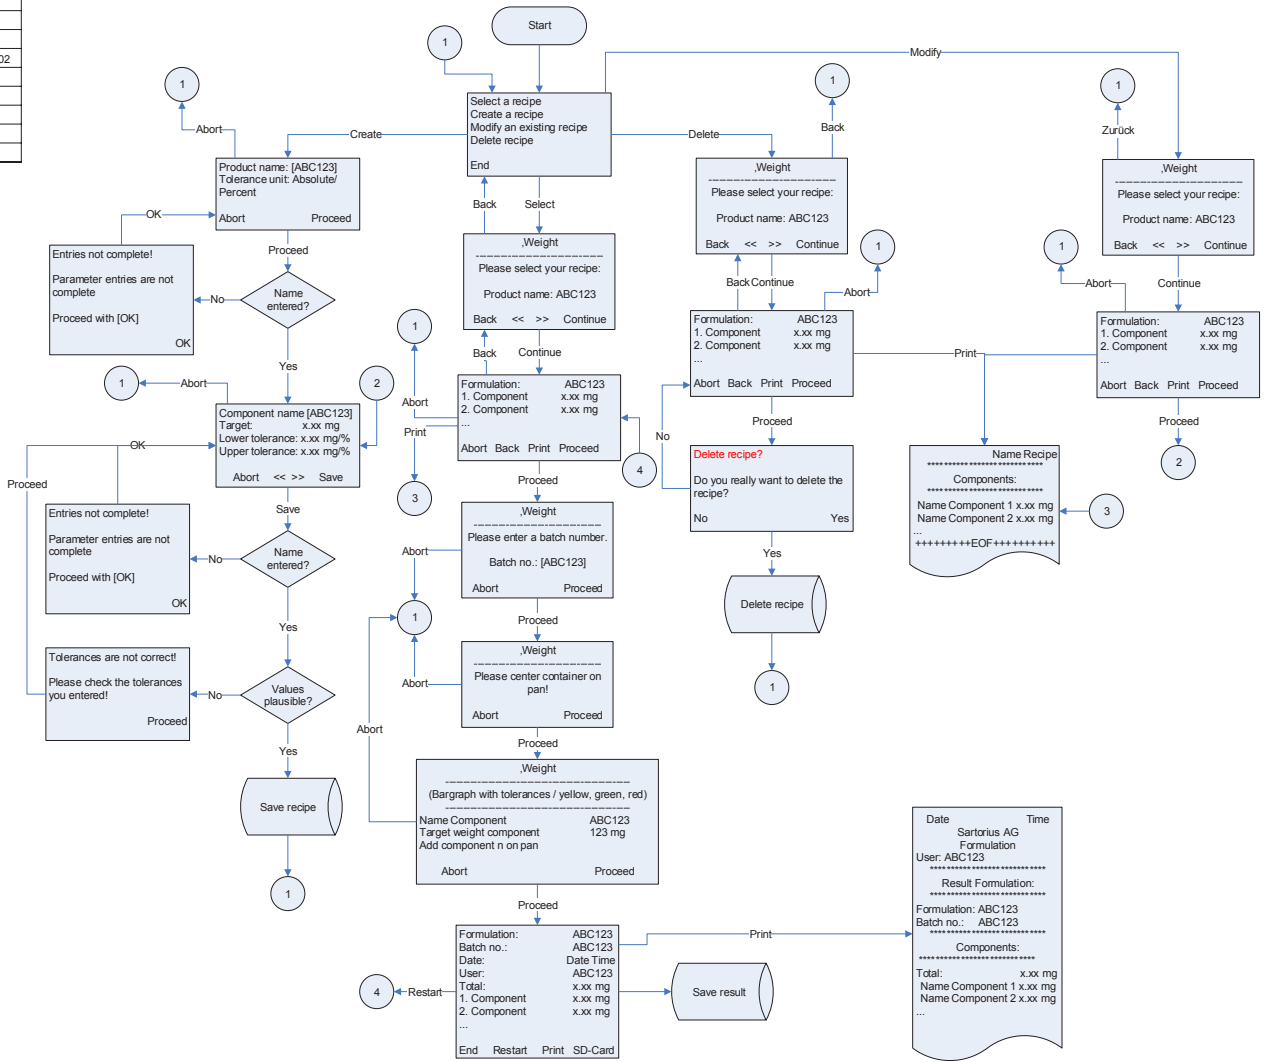 02
Start
1
Modify
1
1
1
Select a recipe
Create a recipe
Modify an existing recipe
Delete recipe
End
Abort
Create
Delete
Back
Zurück
Product name: [ABC123]
Tolerance unit: Absolute/
Percent
Abort Proceed
,Weight
----------------------------
Please select your recipe:
Product name: ABC123
Back << >> Continue
,Weight
----------------------------
Please select your recipe:
Product name: ABC123
Back << >> Continue
OK
Back
Select
Proceed
Entries not complete!
Parameter entries are not
complete
Proceed with [OK]
OK
No
Name
entered?
,Weight
----------------------------
Please select your recipe:
Product name: ABC123
Back << >> Continue
1
1
Back
Continue
Abort
Abort
Continue
Formulation: ABC123
1. Component x.xx mg
2. Component x.xx mg
...
Abort Back Print Proceed
Print
Formulation: ABC123
1. Component x.xx mg
2. Component x.xx mg
...
Abort Back Print Proceed
1
Back
Continue
Yes
1
Abort
2
Component name [ABC123]
Target: x.xx mg
Lower tolerance: x.xx mg/%
Upper tolerance: x.xx mg/%
Abort << >> Save
Abort
Print
Formulation: ABC123
1. Component x.xx mg
2. Component x.xx mg
...
Abort Back Print Proceed
4
3
No
Proceed
Proceed
2
OK
Proceed
Delete recipe?
Do you really want to delete the
recipe?
No Yes
Name Recipe
****************************
Components:
****************************
Name Component 1 x.xx mg
Name Component 2 x.xx mg
...
+++++++++EOF++++++++++
3
Save
Proceed
Entries not complete!
Parameter entries are not
complete
Proceed with [OK]
OK
No
Name
entered?
,Weight
----------------------------
Please enter a batch number.
Batch no.: [ABC123]
Abort Proceed
Abort
Yes
Delete recipe
1
1
Proceed
Yes
Tolerances are not correct!
Please check the tolerances
you entered!
Proceed
No
Values
plausible?
,Weight
----------------------------
Please center container on
pan!
Abort Proceed
Abort
Abort
Proceed
Yes
Save recipe
1
,Weight
----------------------------------------
(Bargraph with tolerances / yellow, green, red)
----------------------------------------
Name Component ABC123
Target weight component 123 mg
Add component n on pan
Abort Proceed
Proceed
Formulation: ABC123
Batch no.: ABC123
Date: Date Time
User: ABC123
Total: x.xx mg
1. Component x.xx mg
2. Component x.xx mg
...
End Restart Print SD-Card
4
Restart
Print
Save result
Date Time
Sartorius AG
Formulation
User: ABC123
****************************
Result Formulation:
****************************
Formulation: ABC123
Batch no.: ABC123
****************************
Components:
****************************
Total: x.xx mg
Name Component 1 x.xx mg
Name Component 2 x.xx mg
...